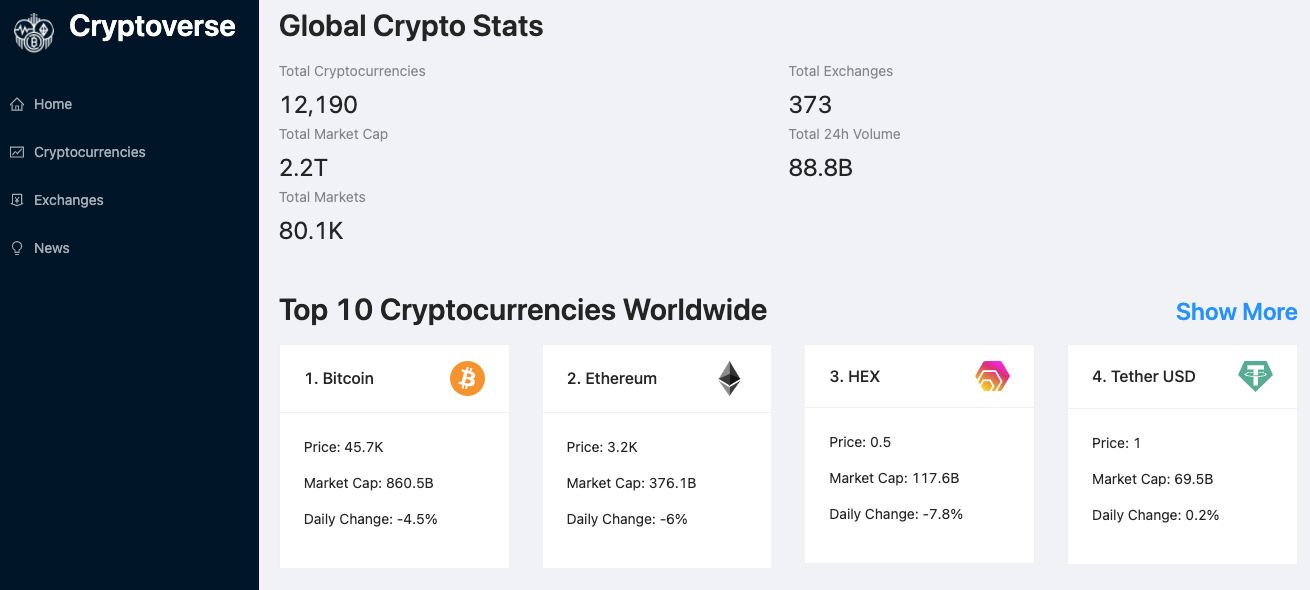 Cryptoverse
Home
Cryptocurrencies
Exchanges
News
Global Crypto Stats
Total Cryptocurrencies
12,190
Total Exchanges
373
Total Market Cap
2.2T
Total 24h Volume
88.8B
Total Markets
80.1K
Top 10 Cryptocurrencies Worldwide
Show More
1. Bitcoin
Price: 45.7K
Market Cap: 860.5B
Daily Change: -4.5%
2. Ethereum
Price: 3.2K
Market Cap: 376.1B
Daily Change: -6%
3. HEX
Price: 0.5
Market Cap: 117.6B
Daily Change: -7.8%
4. Tether USD
Price: 1
Market Cap: 69.5B
Daily Change: 0.2%